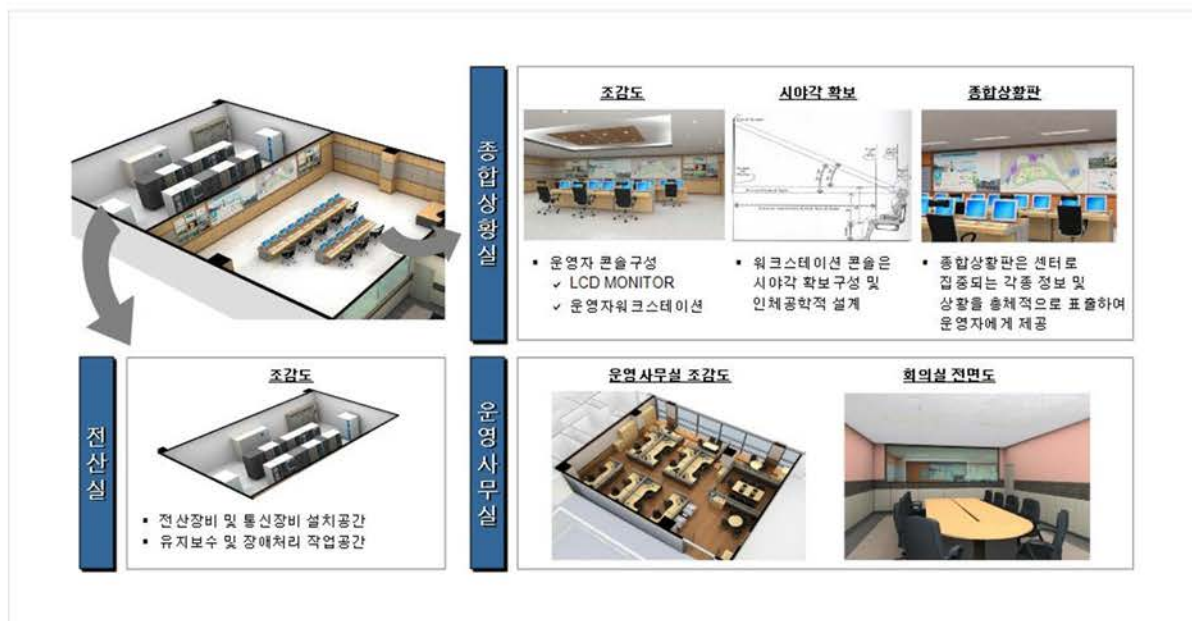 종합상황실
조감도
시야각 확보
종합상황판
▪ 운영자 콘솔구성
✓ LCD MONITOR
✓ 운영자워크스테이션
▪ 워크스테이션 콘솔은
시야각 확보구성 및
인체공학적 설계
▪ 종합상황판은 센터로
집중되는 각종 정보 및
상황을 총체적으로 표출하여
운영자에게 제공
전산실
조감도
▪ 전산장비 및 통신장비 설치공간
▪ 유지보수 및 장애처리 작업공간
운영사무실
운영사무실 조감도
회의실 전면도